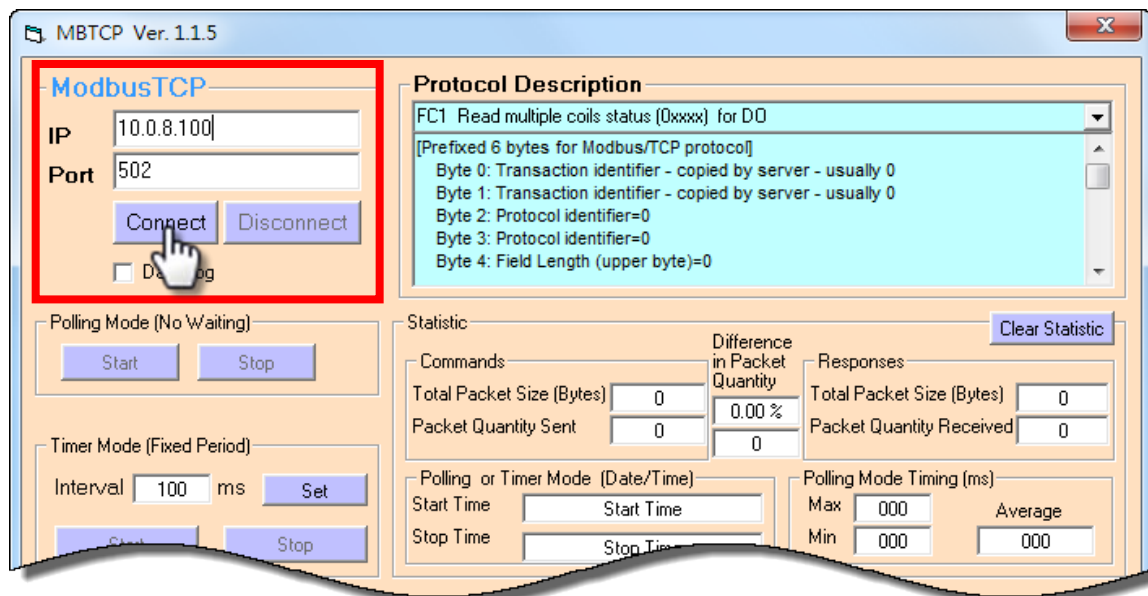 MBTCP Ver. 1.1.5
x
ModbusTCP
IP 10.0.8.100
Port 502
Connect Disconnect
Protocol Description
FC1 Read multiple coils status (0xxxx) for DO
[Prefixed 6 bytes for Modbus/TCP protocol]
Byte 0: Transaction identifier - copied by server - usually 0
Byte 1: Transaction identifier - copied by server - usually 0
Byte 2: Protocol identifier=0
Byte 3: Protocol identifier=0
Byte 4: Field Length (upper byte)=0
Polling Mode (No Waiting)
Start Stop
Timer Mode (Fixed Period)
Interval 100 ms Set
Start Stop
Statistic
Clear Statistic
Commands
Total Packet Size (Bytes) 0
Packet Quantity Sent 0
Difference
in Packet
Quantity
0.00 %
0
Responses
Total Packet Size (Bytes) 0
Packet Quantity Received 0
Polling or Timer Mode (Date/Time)
Start Time Start Time
Stop Time Stop Time
Polling Mode Timing (ms)
Max 000 Average
Min 000 000